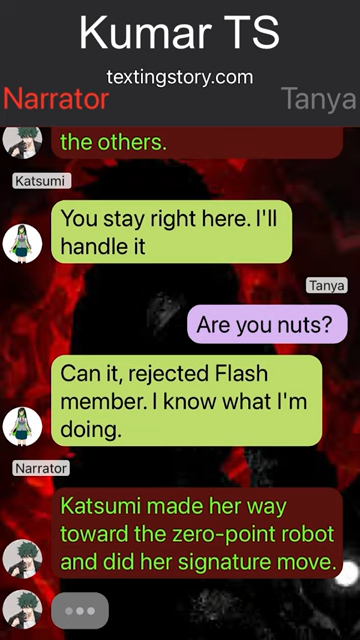 Kumar TS
textingstory.com
Narrator Tanya
the others.
Katsumi
You stay right here. I'll
handle it
Tanya
Are you nuts?
Can it, rejected Flash
member. I know what I'm
doing.
Narrator
Katsumi made her way
toward the zero-point robot
and did her signature move.